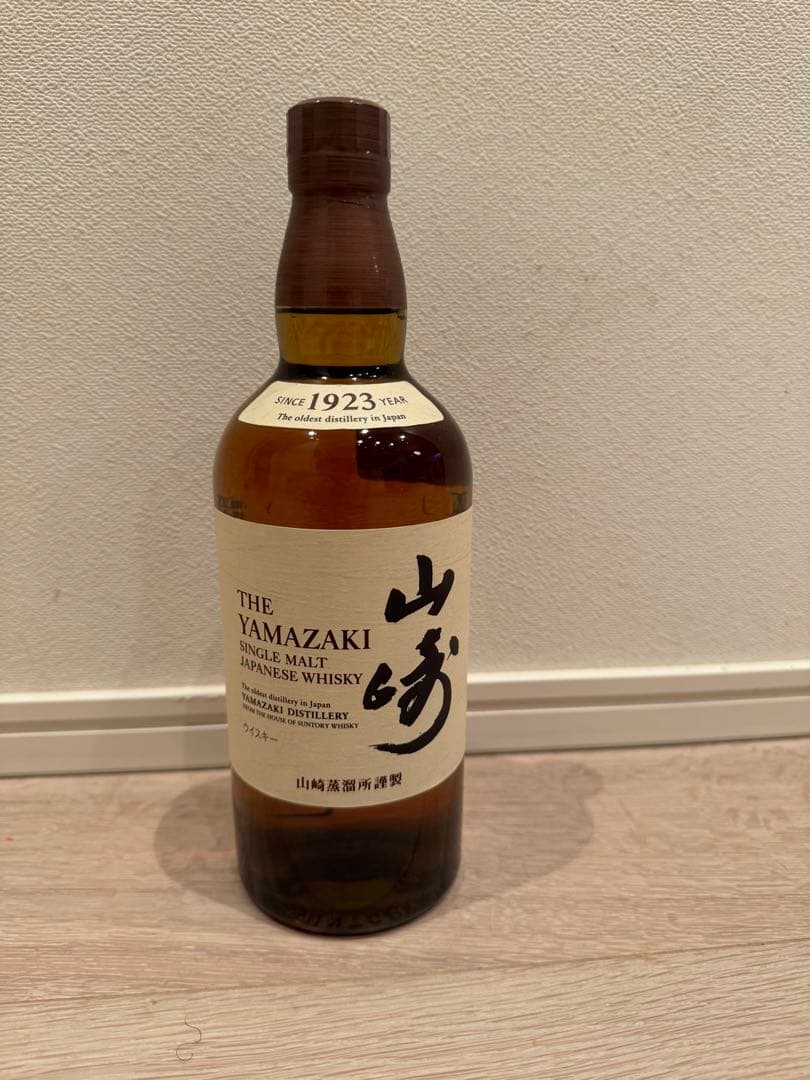 SINCE 1923 YEAR
The oldest distillery in Japan
山崎
THE
YAMAZAKI
SINGLE MALT
JAPANESE WHISKY
The oldest distillery in Japan
YAMAZAKI DISTILLERY
FROM THE HOUSE OF SUNTORY WHISKY
ウイスキー
山崎蒸溜所謹製